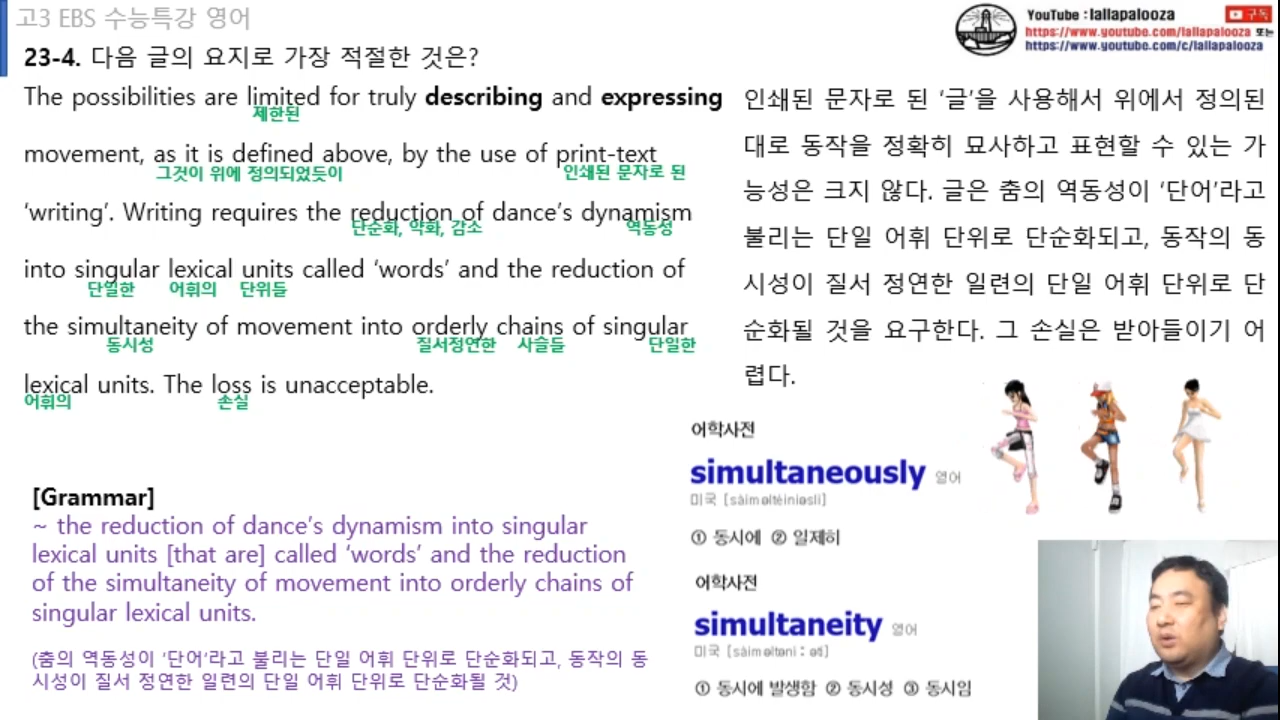 고3 EBS 수능특강 영어
YouTube : lallapalooza
구독
https://www.youtube.com/lallapalooza 또는
https://www.youtube.com/c/lallapalooza
23-4. 다음 글의 요지로 가장 적절한 것은?
The possibilities are limited for truly describing and expressing
제한된
movement, as it is defined above, by the use of print-text
그것이 위에 정의되었듯이 인쇄된 문자로 된
‘writing’. Writing requires the reduction of dance’s dynamism
단순화, 약화, 감소 역동성
into singular lexical units called ‘words’ and the reduction of
단일한 어휘의 단위들
the simultaneity of movement into orderly chains of singular
동시성 질서정연한 사슬들 단일한
lexical units. The loss is unacceptable.
어휘의 손실
인쇄된 문자로 된 ‘글’을 사용해서 위에서 정의된
대로 동작을 정확히 묘사하고 표현할 수 있는 가
능성은 크지 않다. 글은 춤의 역동성이 ‘단어’라고
불리는 단일 어휘 단위로 단순화되고, 동작의 동
시성이 질서 정연한 일련의 단일 어휘 단위로 단
순화될 것을 요구한다. 그 손실은 받아들이기 어
렵다.
[Grammar]
~ the reduction of dance’s dynamism into singular
lexical units [that are] called ‘words’ and the reduction
of the simultaneity of movement into orderly chains of
singular lexical units.
(춤의 역동성이 ‘단어’라고 불리는 단일 어휘 단위로 단순화되고, 동작의 동
시성이 질서 정연한 일련의 단일 어휘 단위로 단순화될 것)
어학사전
simultaneously 영어
미국
① 동시에 ② 일제히
어학사전
simultaneity 영어
미국
① 동시에 발생함 ② 동시성 ③ 동시임